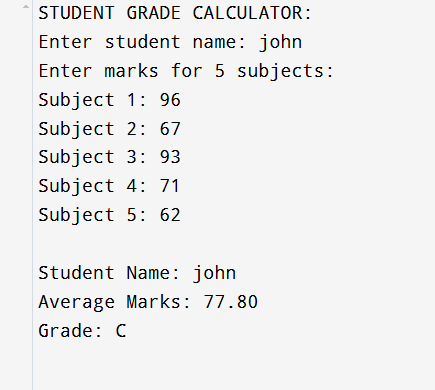 STUDENT GRADE CALCULATOR:
Enter student name: john
Enter marks for 5 subjects:
Subject 1: 96
Subject 2: 67
Subject 3: 93
Subject 4: 71
Subject 5: 62
Student Name: john
Average Marks: 77.80
Grade: C